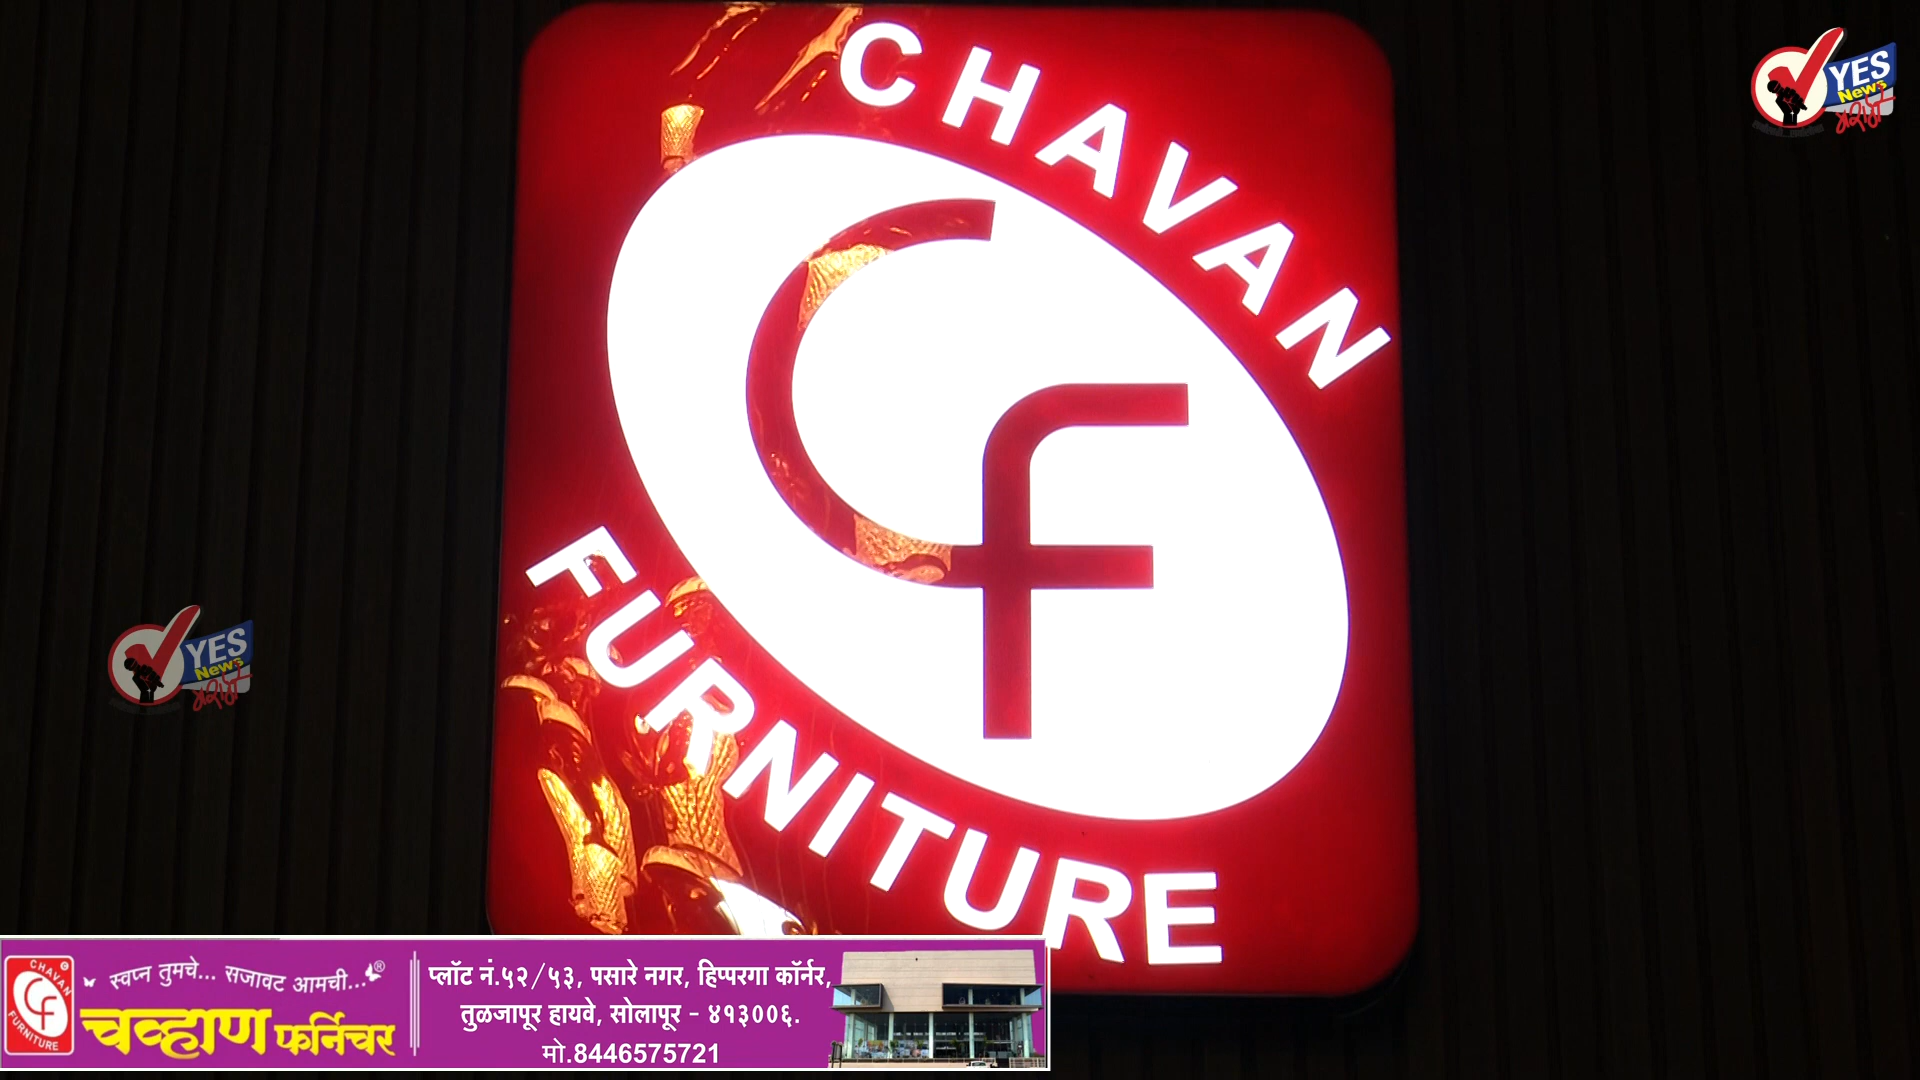 CHAVAN
CF
FURNITURE
YES
News
मराठी
YES
News
मराठी
CHAVAN
CF
FURNITURE
स्वप्न तुमचे... सजावट आमची...®
चव्हाण फर्निचर
प्लॉट नं.५२/५३, पसारे नगर, हिप्परगा कॉर्नर,
तुळजापूर हायवे, सोलापूर - ४१३००६.
मो.8446575721